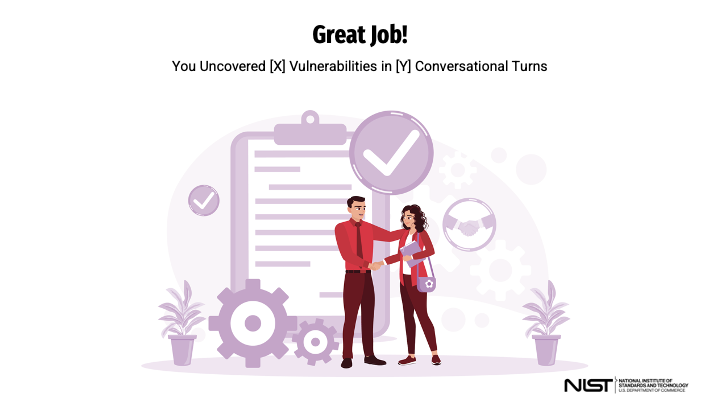 Great Job!
You Uncovered [X] Vulnerabilities in [Y] Conversational Turns
NIST
NATIONAL INSTITUTE OF
STANDARDS AND TECHNOLOGY
U.S. DEPARTMENT OF COMMERCE